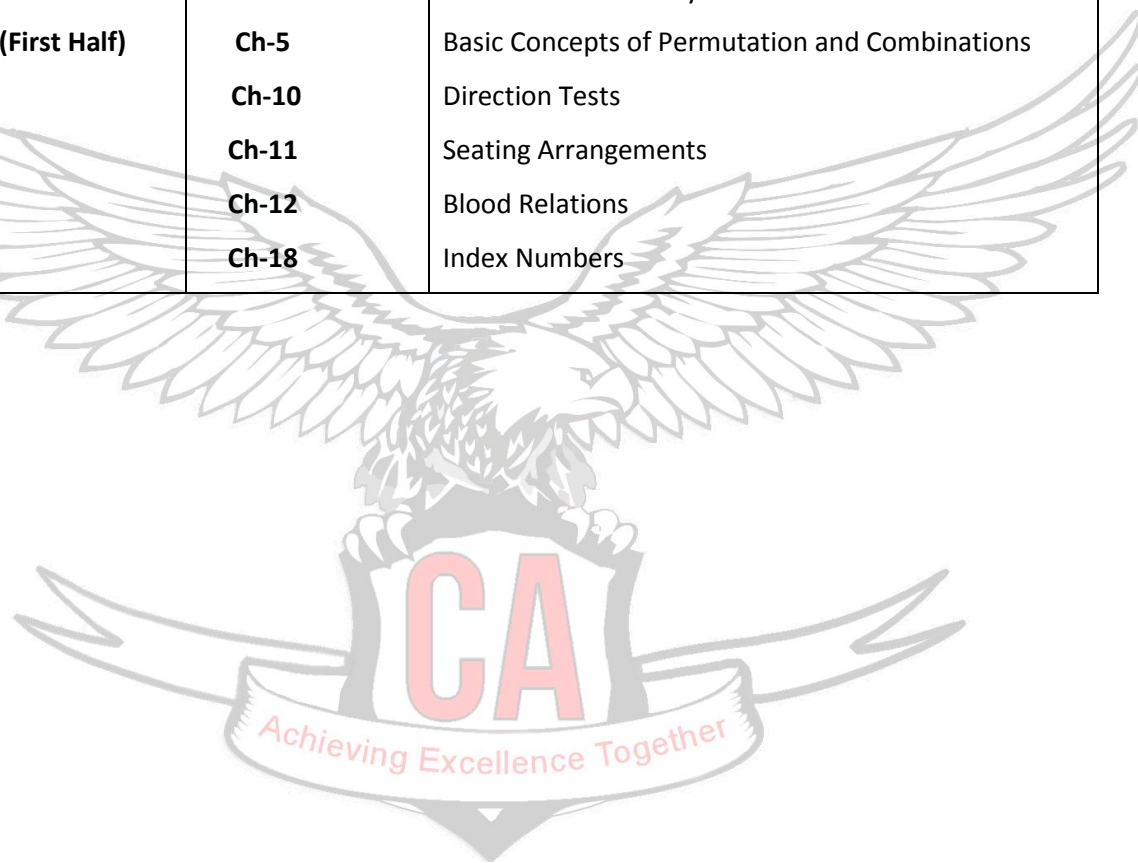 (First Half) Ch-5 Basic Concepts of Permutation and Combinations
Ch-10 Direction Tests
Ch-11 Seating Arrangements
Ch-12 Blood Relations
Ch-18 Index Numbers
CA
Achieving Excellence Together